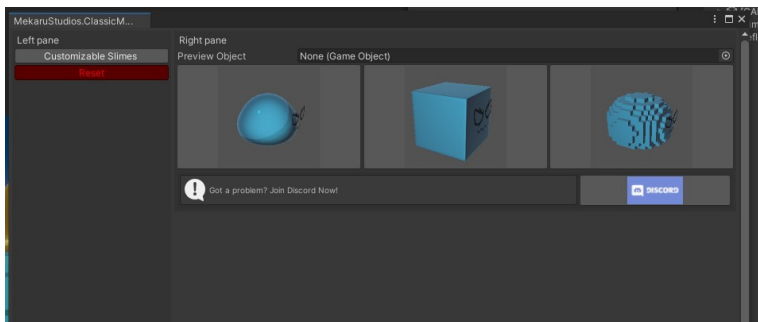 MekaruStudios.ClassicM...
Left pane
Customizable Slimes
Reset
Right pane
Preview Object
None (Game Object)
Got a problem? Join Discord Now!
DISCORD